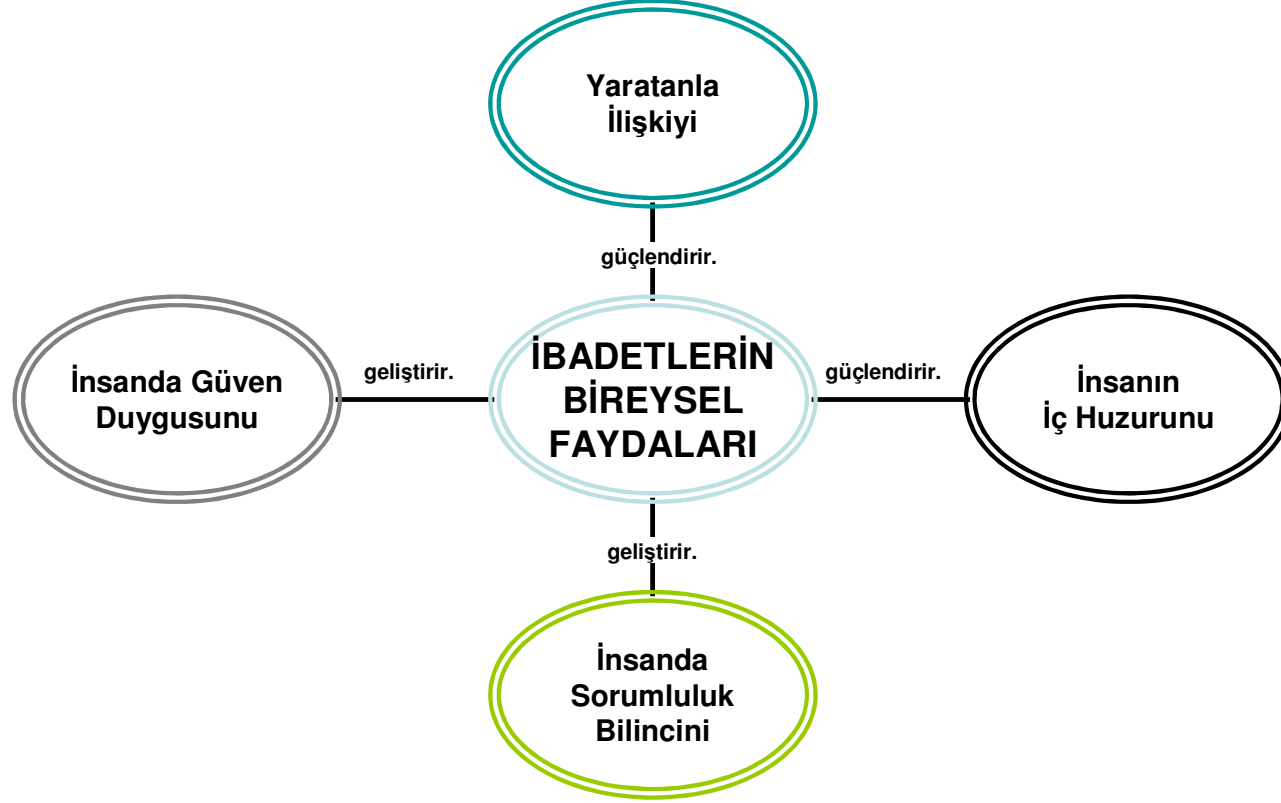 Yaratanla
İlişkiyi
güçlendirir.
İnsanda Güven
Duygusunu
geliştirir.
İBADETLERİN
BİREYSEL
FAYDALARI
güçlendirir.
İnsanın
İç Huzurunu
geliştirir.
İnsanda
Sorumluluk
Bilincini